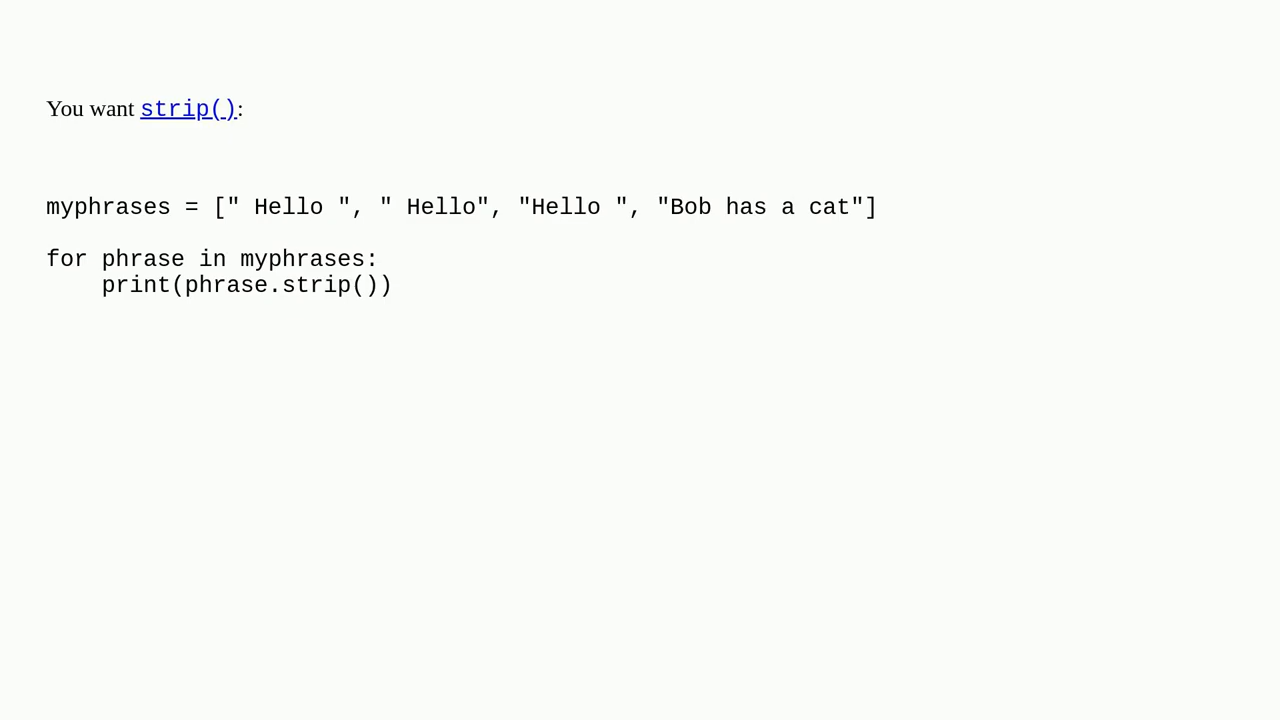 You want strip():
myphrases = [" Hello ", " Hello", "Hello ", "Bob has a cat"]
for phrase in myphrases:
    print(phrase.strip())